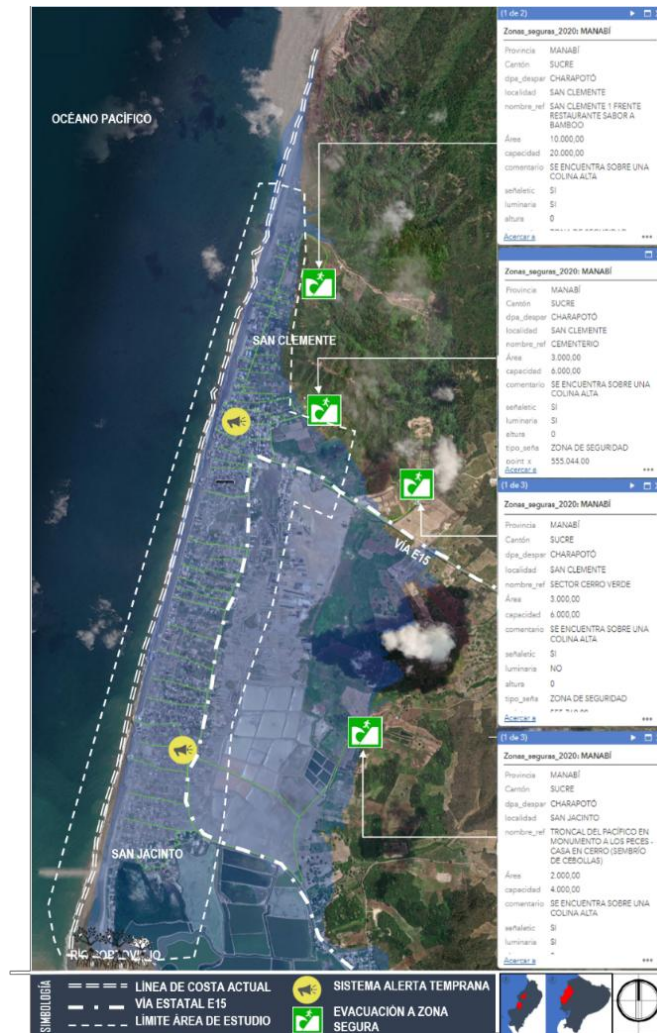 OCÉANO PACÍFICO
SAN CLEMENTE
VÍA E15
SAN JACINTO
(1 de 2)
Zonas_seguras_2020: MANABÍ
Provincia MANABÍ
Cantón SUCRE
dpa_despar CHARAPOTÓ
localidad SAN CLEMENTE
nombre_ref SAN CLEMENTE 1 FRENTE
RESTAURANTE SABOR A
BAMBOO
Área 10.000,00
capacidad 20.000,00
comentario SE ENCUENTRA SOBRE UNA
COLINA ALTA
señaletic SI
luminaria SI
altura 0
Acercar a
Zonas_seguras_2020: MANABÍ
Provincia MANABÍ
Cantón SUCRE
dpa_despar CHARAPOTÓ
localidad SAN CLEMENTE
nombre_ref CEMENTERIO
Área 3.000,00
capacidad 6.000,00
comentario SE ENCUENTRA SOBRE UNA
COLINA ALTA
señaletic SI
luminaria SI
altura 0
tipo_seña ZONA DE SEGURIDAD
point_x 555.044,00
Acercar a
(1 de 3)
Zonas_seguras_2020: MANABÍ
Provincia MANABÍ
Cantón SUCRE
dpa_despar CHARAPOTÓ
localidad SAN CLEMENTE
nombre_ref SECTOR CERRO VERDE
Área 3.000,00
capacidad 6.000,00
comentario SE ENCUENTRA SOBRE UNA
COLINA ALTA
señaletic SI
luminaria NO
altura 0
tipo_seña ZONA DE SEGURIDAD
Acercar a
(1 de 3)
Zonas_seguras_2020: MANABÍ
Provincia MANABÍ
Cantón SUCRE
dpa_despar CHARAPOTÓ
localidad SAN JACINTO
nombre_ref TRONCAL DEL PACÍFICO EN
MONUMENTO A LOS PECES -
CASA EN CERRO (SEMBRÍO
DE CEBOLLAS)
Área 2.000,00
capacidad 4.000,00
comentario SE ENCUENTRA SOBRE UNA
COLINA ALTA
señaletic SI
luminaria SI
Acercar a
SIMBOLOGÍA
LÍNEA DE COSTA ACTUAL
VÍA ESTATAL E15
LÍMITE ÁREA DE ESTUDIO
SISTEMA ALERTA TEMPRANA
EVACUACIÓN A ZONA
SEGURA